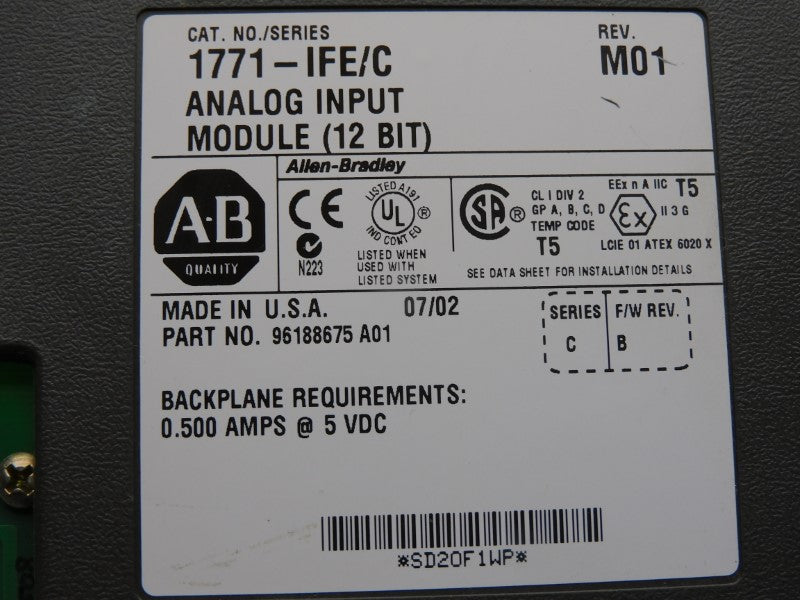 CAT. NO./SERIES
REV.
1771-IFE/C
M01
ANALOG INPUT
MODULE (12 BIT)
Allen-Bradley
A-B
QUALITY
CE
N223
LISTED A197
UL ®
IND CONT EQ
LISTED WHEN
USED WITH
LISTED SYSTEM
SA ®
CL I DIV 2
GP A, B, C, D
TEMP CODE
T5
EEx n A IIC T5
Ex II 3 G
LCIE 01 ATEX 6020 X
SEE DATA SHEET FOR INSTALLATION DETAILS
MADE IN U.S.A. 07/02
PART NO. 96188675 A01
SERIES F/W REV.
C B
BACKPLANE REQUIREMENTS:
0.500 AMPS @ 5 VDC
*SD20F1WP*